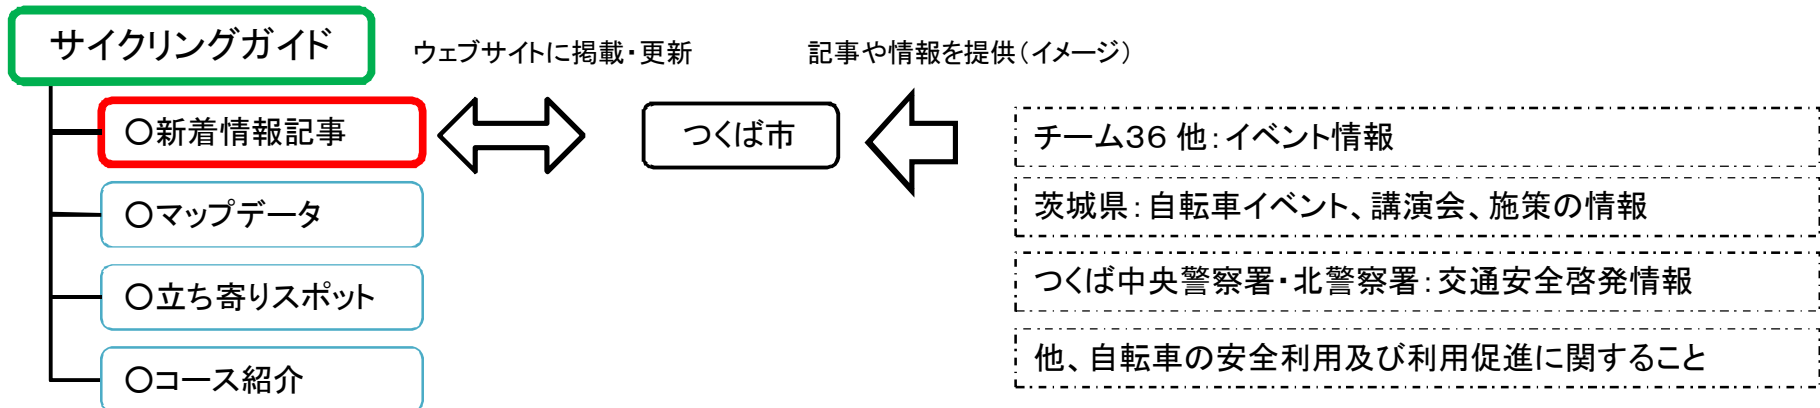 サイクリングガイド
ウェブサイトに掲載・更新
記事や情報を提供(イメージ)
○新着情報記事
つくば市
チーム36 他:イベント情報
○マップデータ
茨城県:自転車イベント、講演会、施策の情報
○立ち寄りスポット
つくば中央警察署・北警察署:交通安全啓発情報
○コース紹介
他、自転車の安全利用及び利用促進に関すること